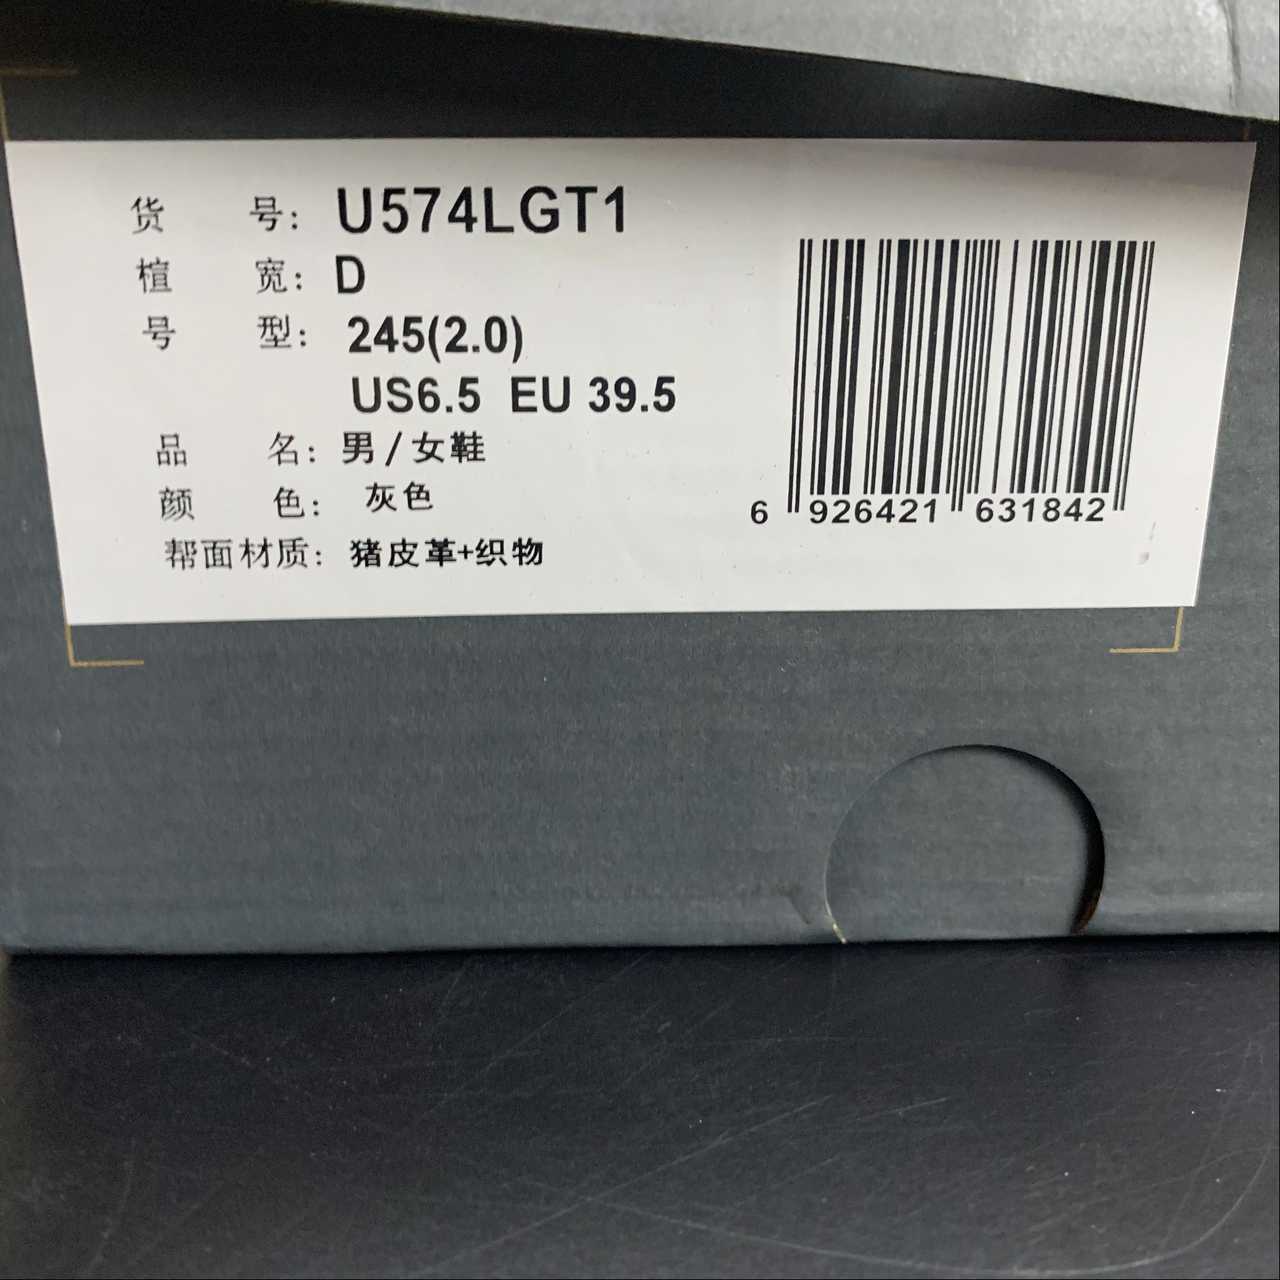 货 号: U574LGT1
楦 宽: D
号 型: 245(2.0)
US6.5 EU 39.5
品 名: 男/女鞋
颜 色: 灰色
帮面材质: 猪皮革+织物
6 926421 631842